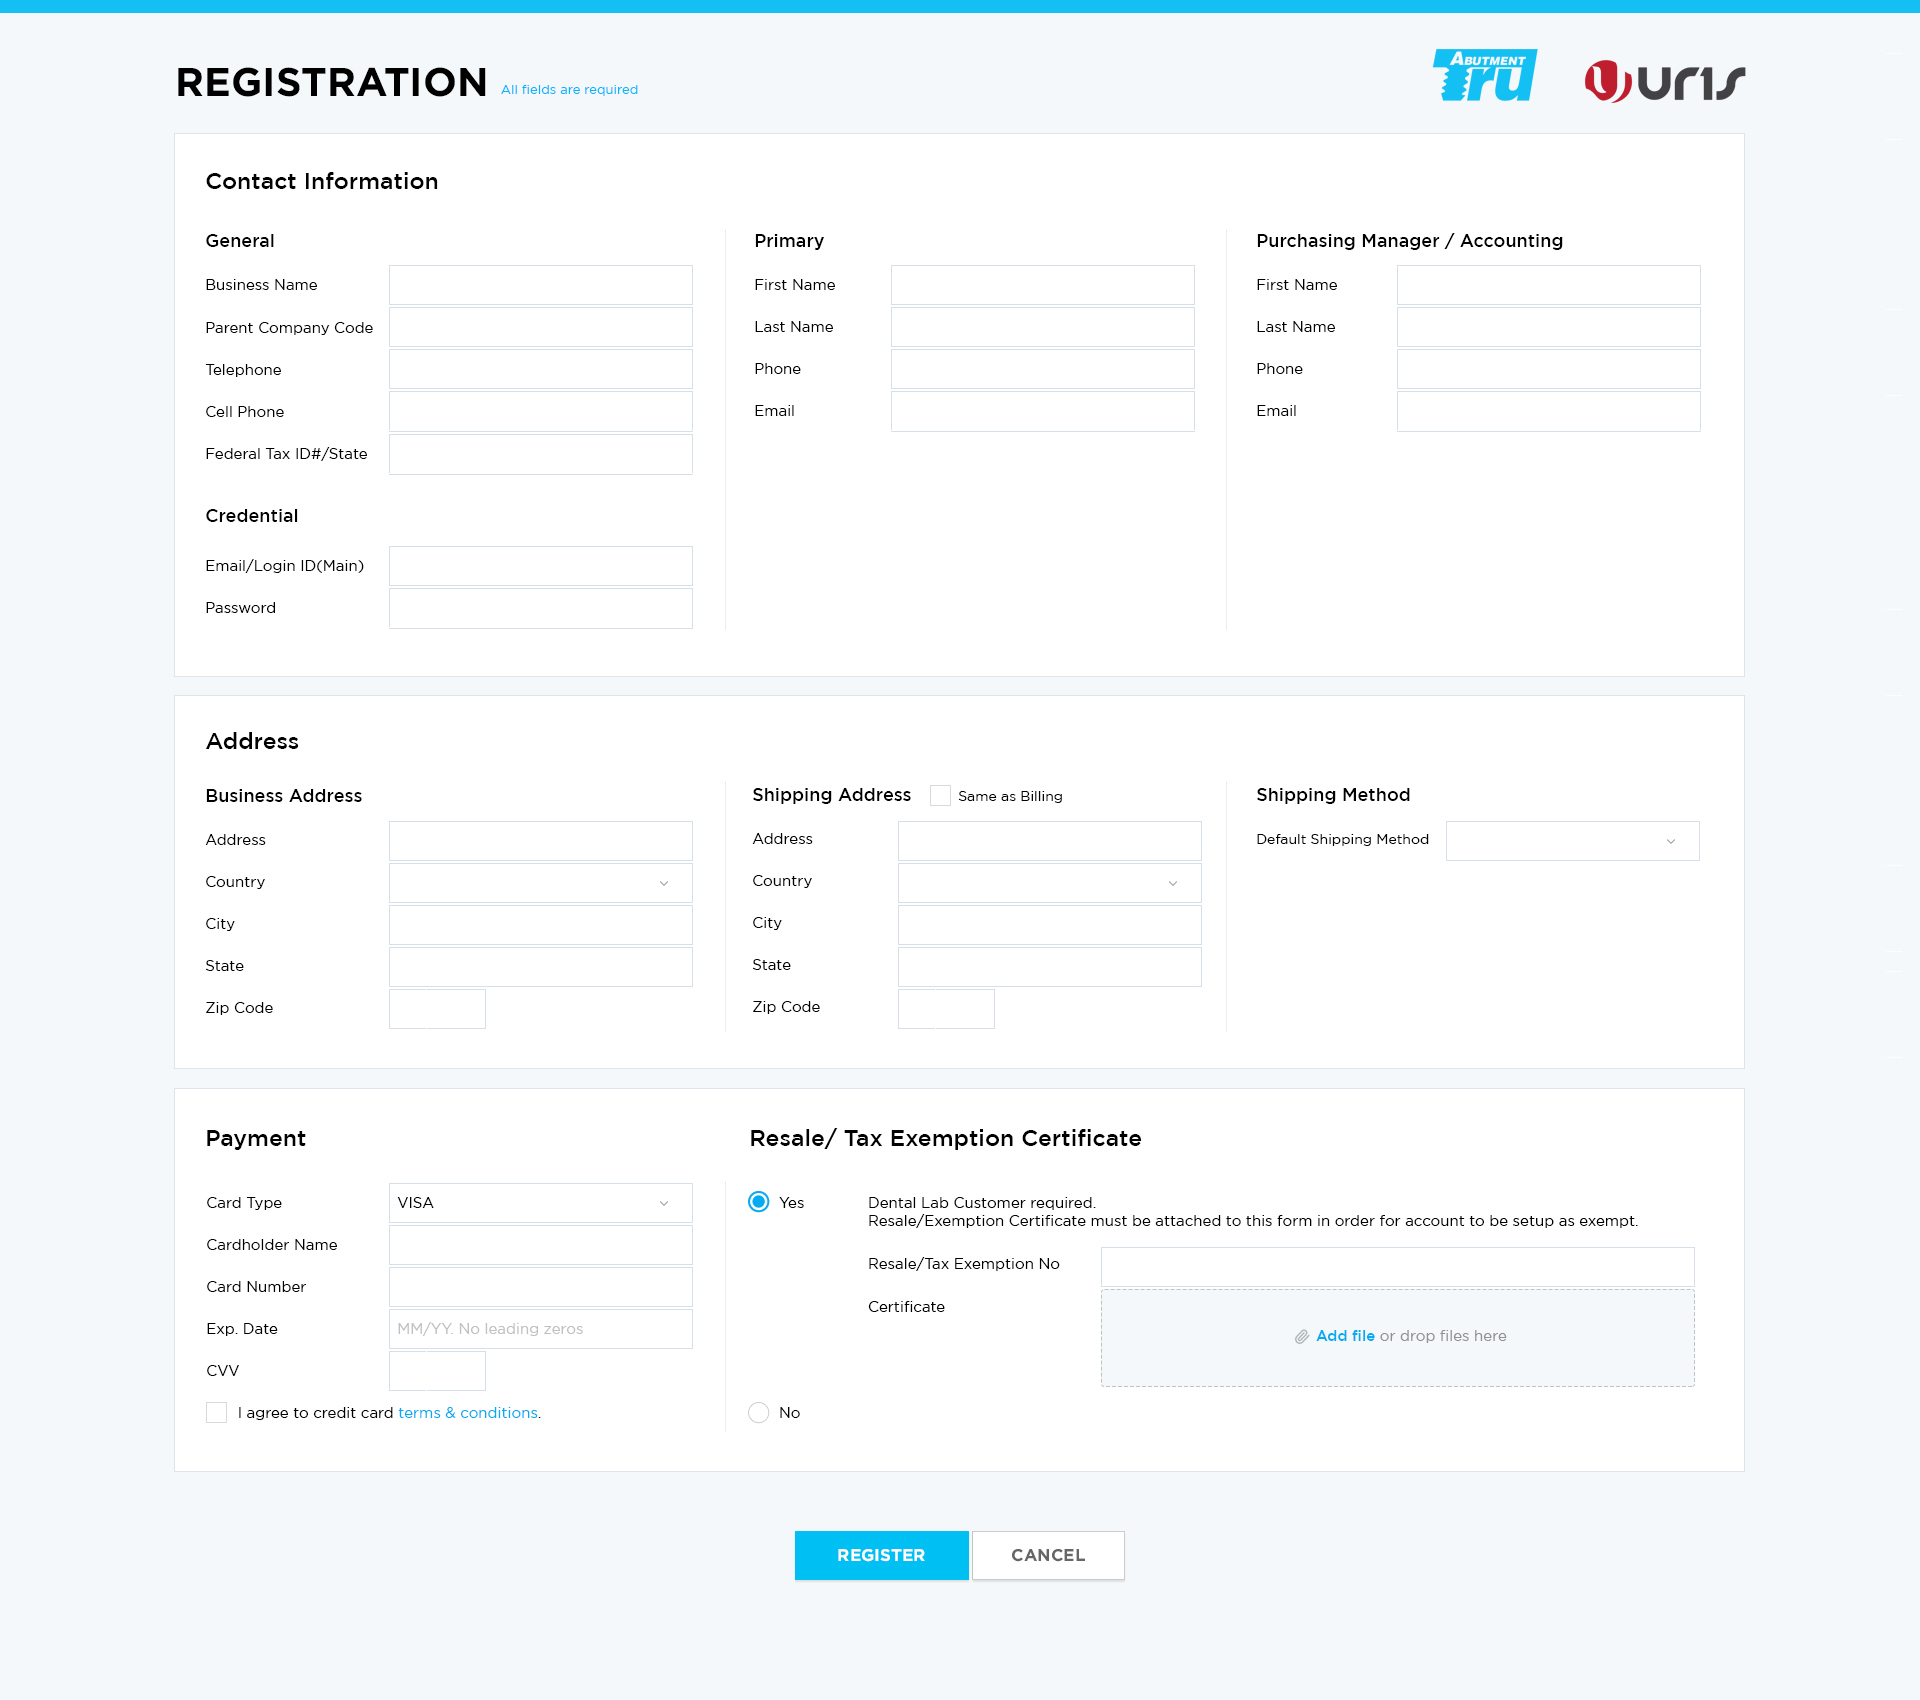 REGISTRATION All fields are required
ABUTMENT
Tru
uris
Contact Information
General
Business Name
Parent Company Code
Telephone
Cell Phone
Federal Tax ID#/State
Credential
Email/Login ID(Main)
Password
Primary
First Name
Last Name
Phone
Email
Purchasing Manager / Accounting
First Name
Last Name
Phone
Email
Address
Business Address
Address
Country
City
State
Zip Code
Shipping Address Same as Billing
Address
Country
City
State
Zip Code
Shipping Method
Default Shipping Method
Payment
Card Type VISA
Cardholder Name
Card Number
Exp. Date MM/YY. No leading zeros
CVV
I agree to credit card terms & conditions.
Resale/ Tax Exemption Certificate
Yes
Dental Lab Customer required.
Resale/Exemption Certificate must be attached to this form in order for account to be setup as exempt.
Resale/Tax Exemption No
Certificate
Add file or drop files here
No
REGISTER CANCEL